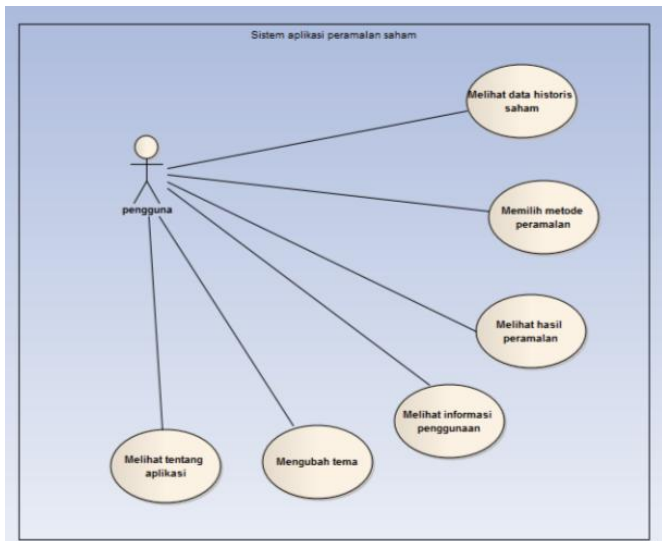 Sistem aplikasi peramalan saham
Melihat data historis
saham
pengguna
Memilih metode
peramalan
Melihat hasil
peramalan
Melihat informasi
penggunaan
Mengubah tema
Melihat tentang
aplikasi